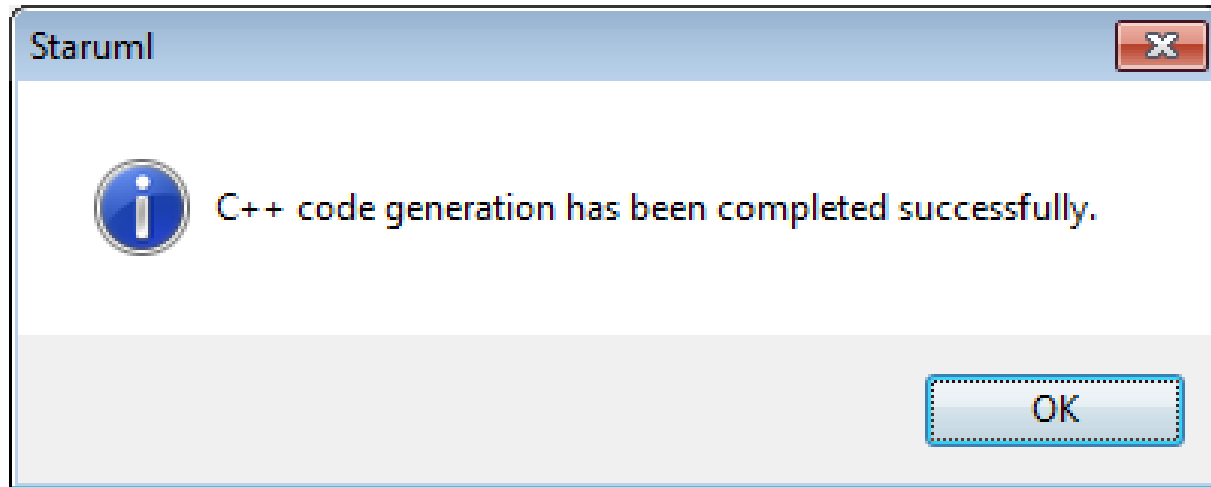 Staruml
C++ code generation has been completed successfully.
OK